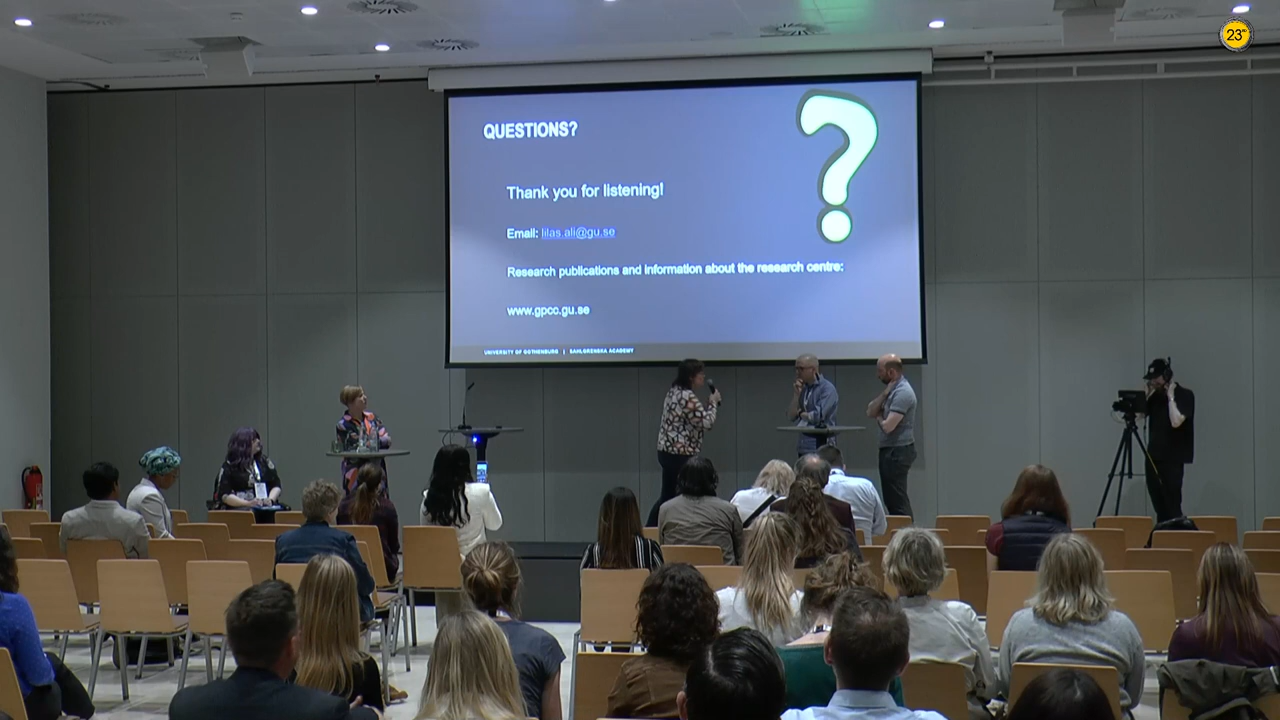 23°
QUESTIONS?
?
Thank you for listening!
Email: lilas.ali@gu.se
Research publications and information about the research centre:
www.gpcc.gu.se
UNIVERSITY OF GOTHENBURG | SAHLGRENSKA ACADEMY